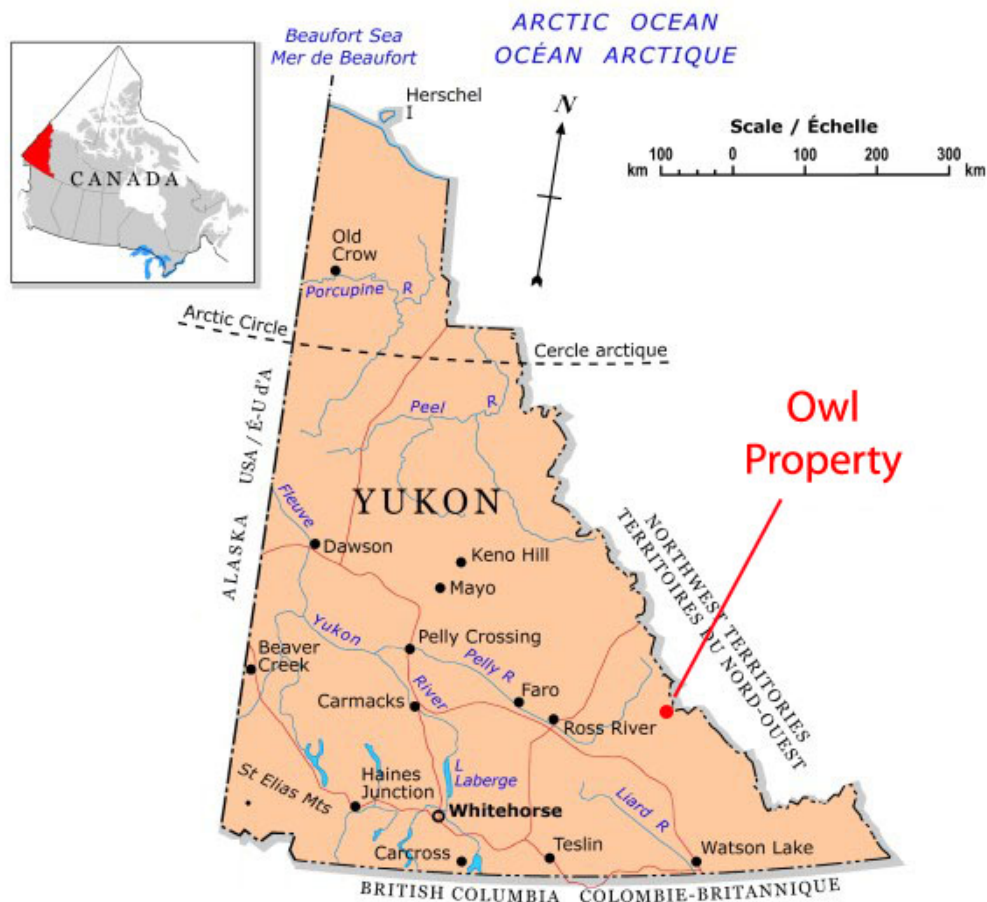 Beaufort Sea
Mer de Beaufort
ARCTIC OCEAN
OCÉAN ARCTIQUE
Herschel
I
N
Scale / Échelle
100 0 100 200 300
km km
CANADA
Old
Crow
Porcupine R
Arctic Circle
Cercle arctique
Peel R
Owl
Property
ALASKA USA / É-U d'A
YUKON
Fleuve
Dawson
Keno Hill
Mayo
NORTHWEST TERRITORIES
TERRITOIRES DU NORD-OUEST
Yukon
River
Pelly Crossing
Pelly R
Beaver
Creek
Carmacks
Faro
Ross River
L
Laberge
St Elias Mts
Haines
Junction
Whitehorse
Liard R
Carcross
Teslin
Watson Lake
BRITISH COLUMBIA COLOMBIE-BRITANNIQUE